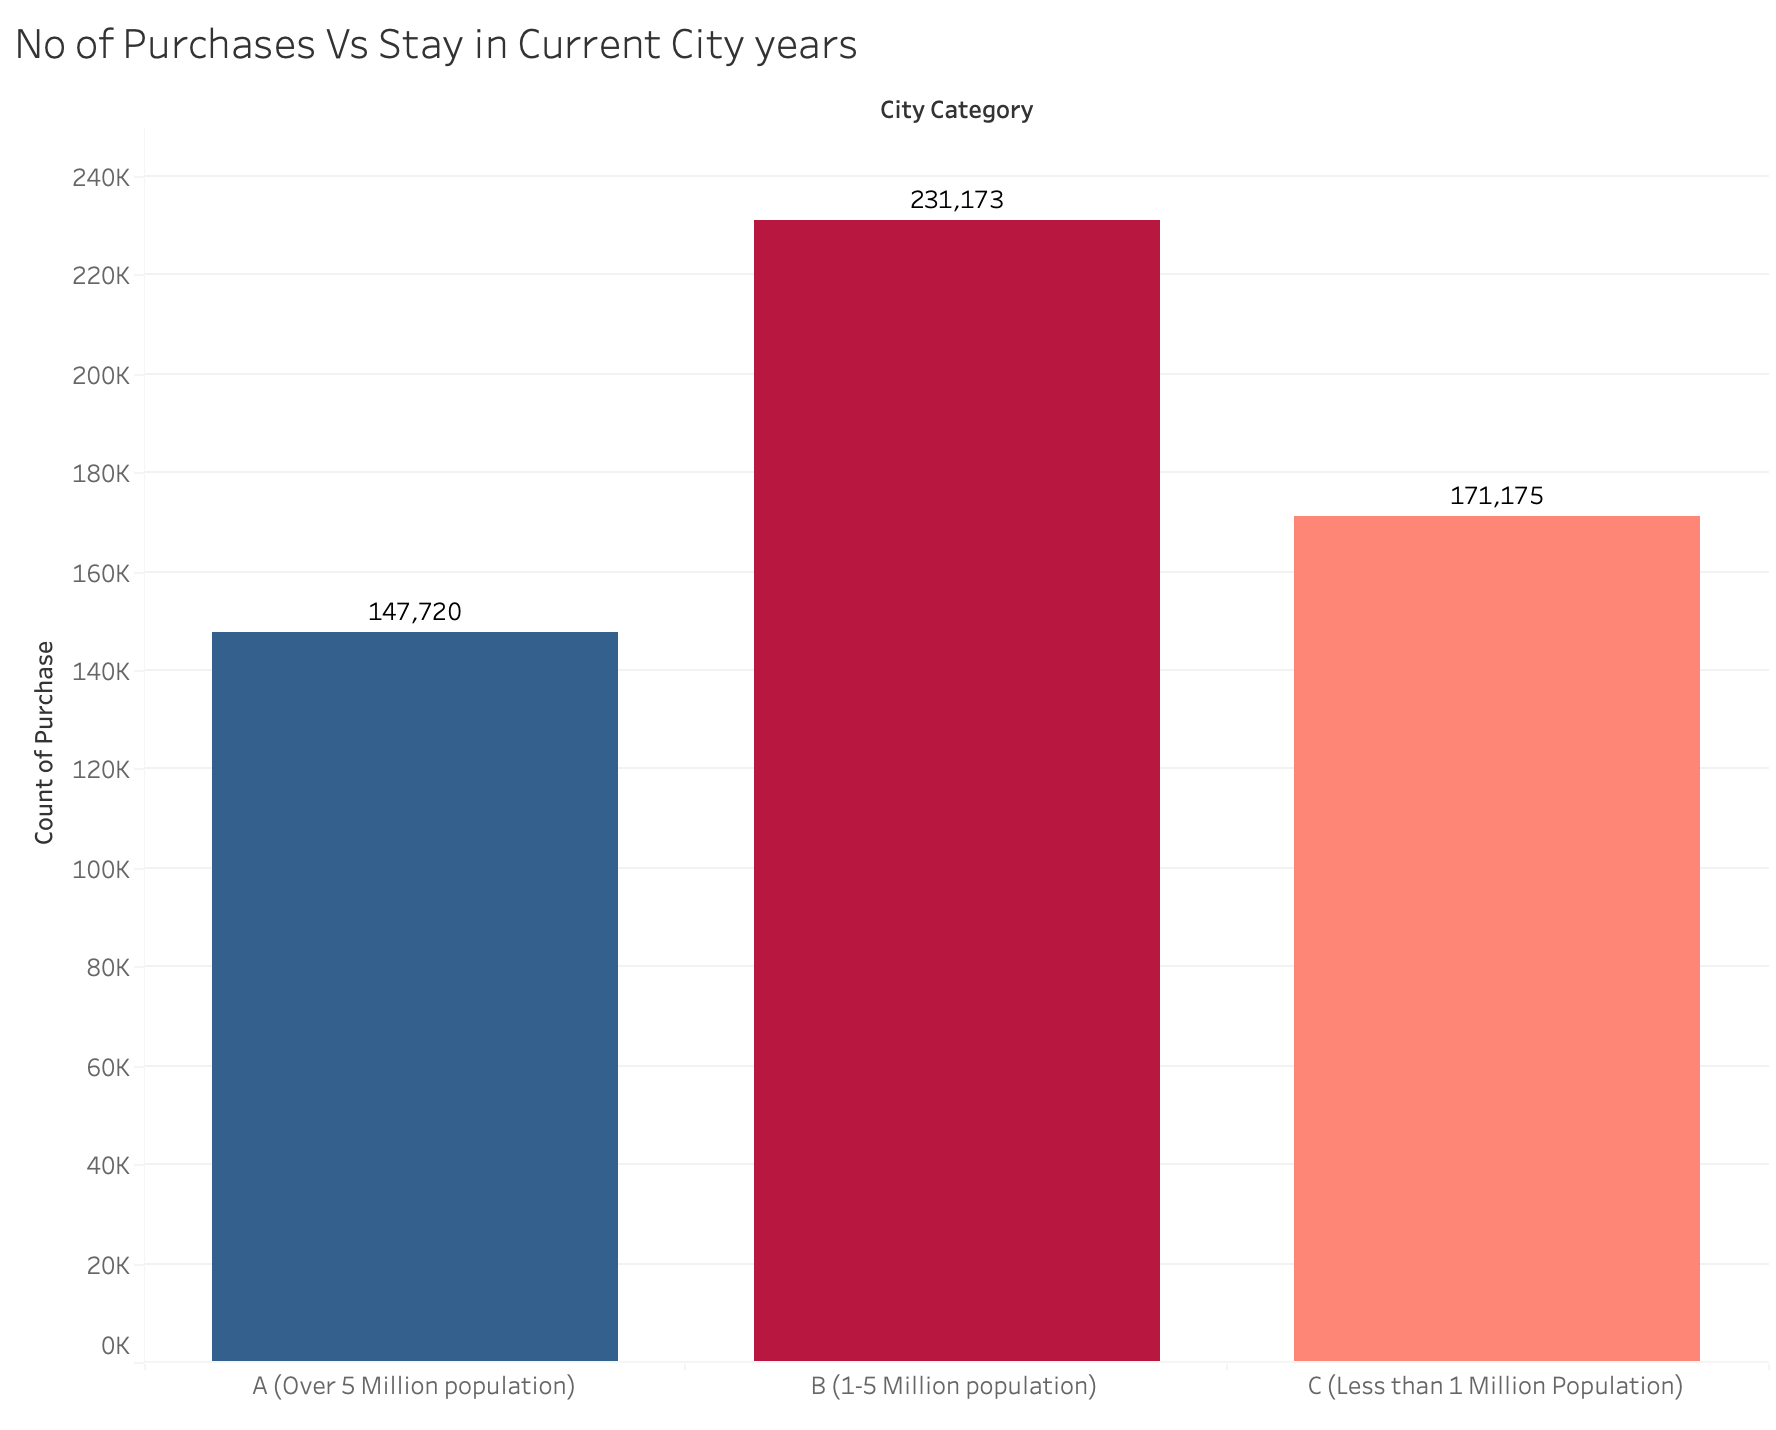 No of Purchases Vs Stay in Current City years
City Category
240K
220K
200K
180K
160K
140K
120K
100K
80K
60K
40K
20K
0K
Count of Purchase
231,173
171,175
147,720
A (Over 5 Million population)
B (1-5 Million population)
C (Less than 1 Million Population)